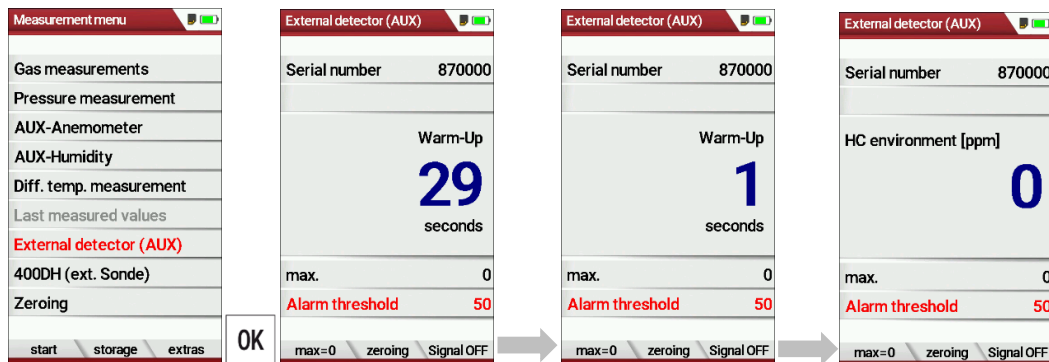 Measurement menu
Gas measurements
Pressure measurement
AUX-Anemometer
AUX-Humidity
Diff. temp. measurement
Last measured values
External detector (AUX)
400DH (ext. Sonde)
Zeroing
start storage extras
OK
External detector (AUX)
Serial number 870000
Warm-Up
29
seconds
max. 0
Alarm threshold 50
max=0 zeroing Signal OFF
External detector (AUX)
Serial number 870000
Warm-Up
1
seconds
max. 0
Alarm threshold 50
max=0 zeroing Signal OFF
External detector (AUX)
Serial number 870000
HC environment [ppm]
0
max. 0
Alarm threshold 50
max=0 zeroing Signal OFF